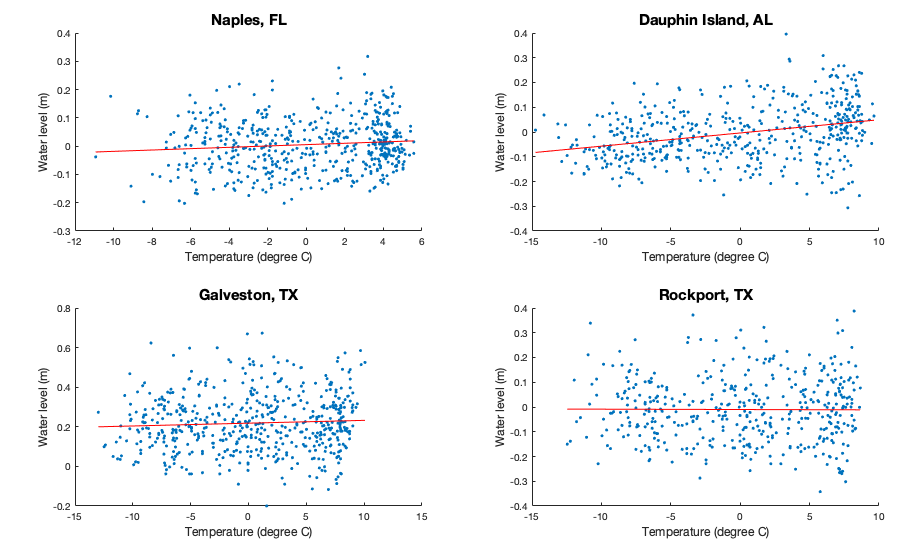 Naples, FL
0.4
0.3
0.2
0.1
0
-0.1
-0.2
-0.3
Water level (m)
-12 -10 -8 -6 -4 -2 0 2 4 6
Temperature (degree C)
Dauphin Island, AL
0.4
0.3
0.2
0.1
0
-0.1
-0.2
-0.3
-0.4
Water level (m)
-15 -10 -5 0 5 10
Temperature (degree C)
Galveston, TX
0.8
0.6
0.4
0.2
0
-0.2
Water level (m)
-15 -10 -5 0 5 10 15
Temperature (degree C)
Rockport, TX
0.4
0.3
0.2
0.1
0
-0.1
-0.2
-0.3
-0.4
Water level (m)
-15 -10 -5 0 5 10
Temperature (degree C)